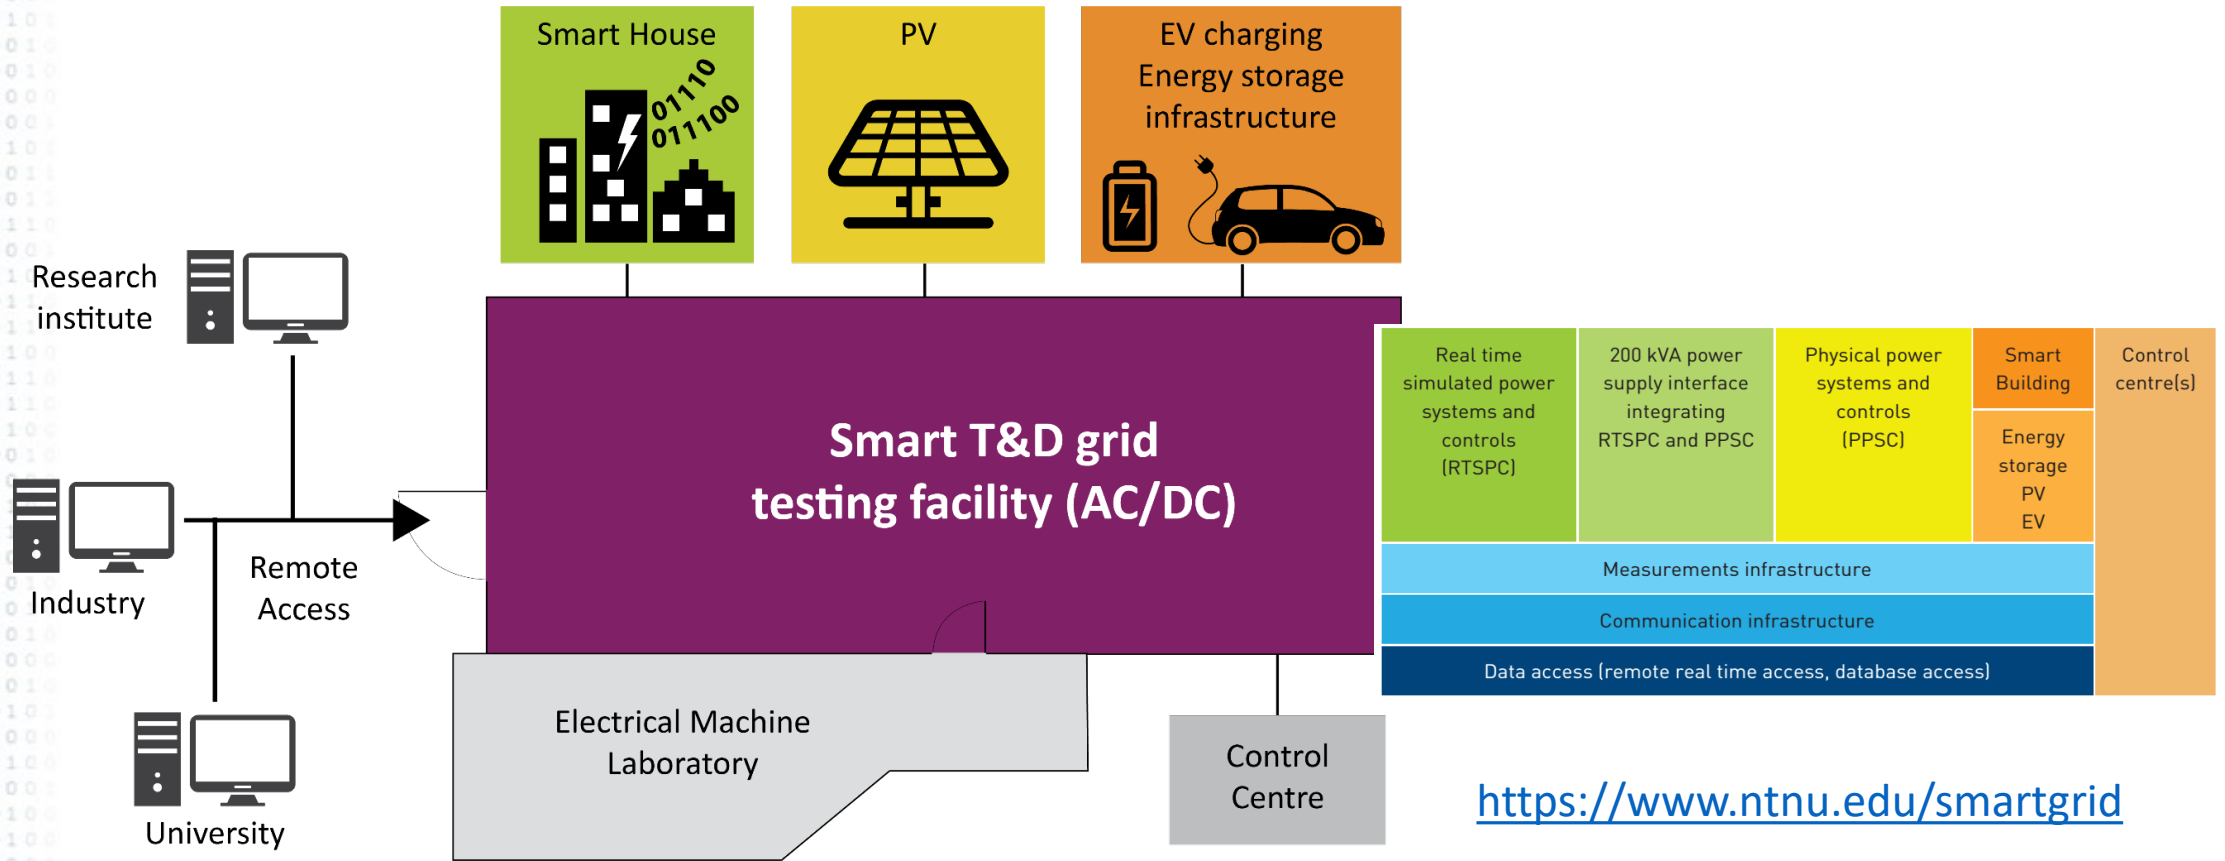 Smart House
01110
011100
PV
EV charging
Energy storage
infrastructure
Research
institute
Industry
Remote
Access
University
Smart T&D grid
testing facility (AC/DC)
Electrical Machine
Laboratory
Control
Centre
Real time
simulated power
systems and
controls
(RTSPC)
200 kVA power
supply interface
integrating
RTSPC and PPSC
Physical power
systems and
controls
(PPSC)
Smart
Building
Energy
storage
PV
EV
Control
centre(s)
Measurements infrastructure
Communication infrastructure
Data access (remote real time access, database access)
https://www.ntnu.edu/smartgrid